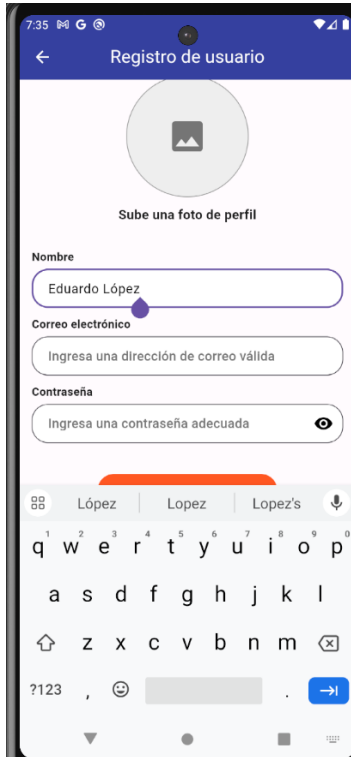 7:35
Registro de usuario
Sube una foto de perfil
Nombre
Eduardo López
Correo electrónico
Ingresa una dirección de correo válida
Contraseña
Ingresa una contraseña adecuada
López Lopez Lopez's
1 2 3 4 5 6 7 8 9 0
q w e r t y u i o p
a s d f g h j k l
z x c v b n m
?123 , .